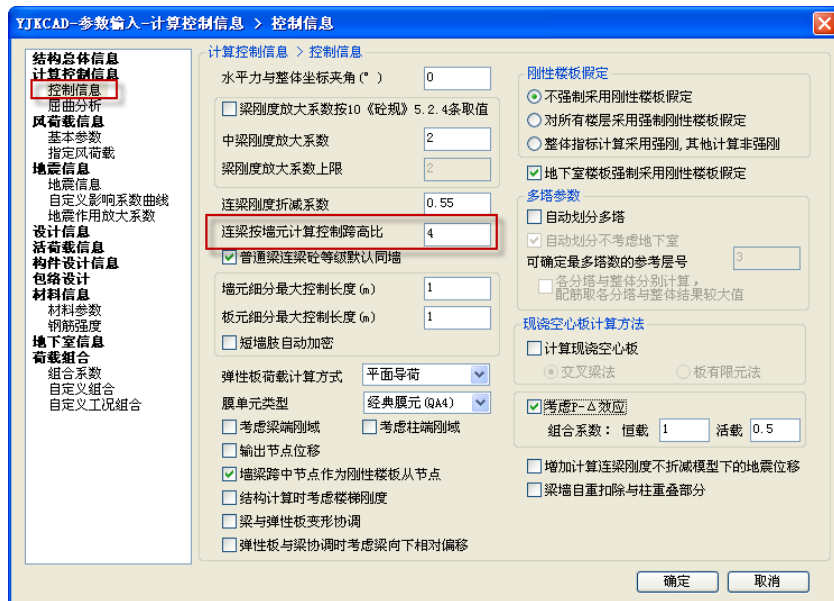 YJKCAD-参数输入-计算控制信息 > 控制信息
结构总体信息
计算控制信息
控制信息
屈曲分析
风荷载信息
基本参数
指定风荷载
地震信息
地震信息
自定义影响系数曲线
地震作用放大系数
设计信息
活荷载信息
构件设计信息
包络设计
材料信息
材料参数
钢筋强度
地下室信息
荷载组合
组合系数
自定义组合
自定义工况组合
计算控制信息 > 控制信息
水平力与整体坐标夹角(°) 0
梁刚度放大系数按10《砼规》5.2.4条取值
中梁刚度放大系数 2
梁刚度放大系数上限 2
连梁刚度折减系数 0.55
连梁按墙元计算控制跨高比 4
普通梁连梁砼等级默认同墙
墙元细分最大控制长度(m) 1
板元细分最大控制长度(m) 1
短墙肢自动加密
弹性板荷载计算方式 平面导荷
膜单元类型 经典膜元(QA4)
考虑梁端刚域 考虑柱端刚域
输出节点位移
墙梁跨中节点作为刚性楼板从节点
结构计算时考虑楼梯刚度
梁与弹性板变形协调
弹性板与梁协调时考虑梁向下相对偏移
刚性楼板假定
不强制采用刚性楼板假定
对所有楼层采用强制刚性楼板假定
整体指标计算采用强刚,其他计算非强刚
地下室楼板强制采用刚性楼板假定
多塔参数
自动划分多塔
自动划分不考虑地下室
可确定最多塔数的参考层号 3
各分塔与整体分别计算,
配筋取各分塔与整体结果较大值
现浇空心板计算方法
计算现浇空心板
交叉梁法 板有限元法
考虑P-Δ效应
组合系数: 恒载 1 活载 0.5
增加计算连梁刚度不折减模型下的地震位移
梁墙自重扣除与柱重叠部分
确定 取消